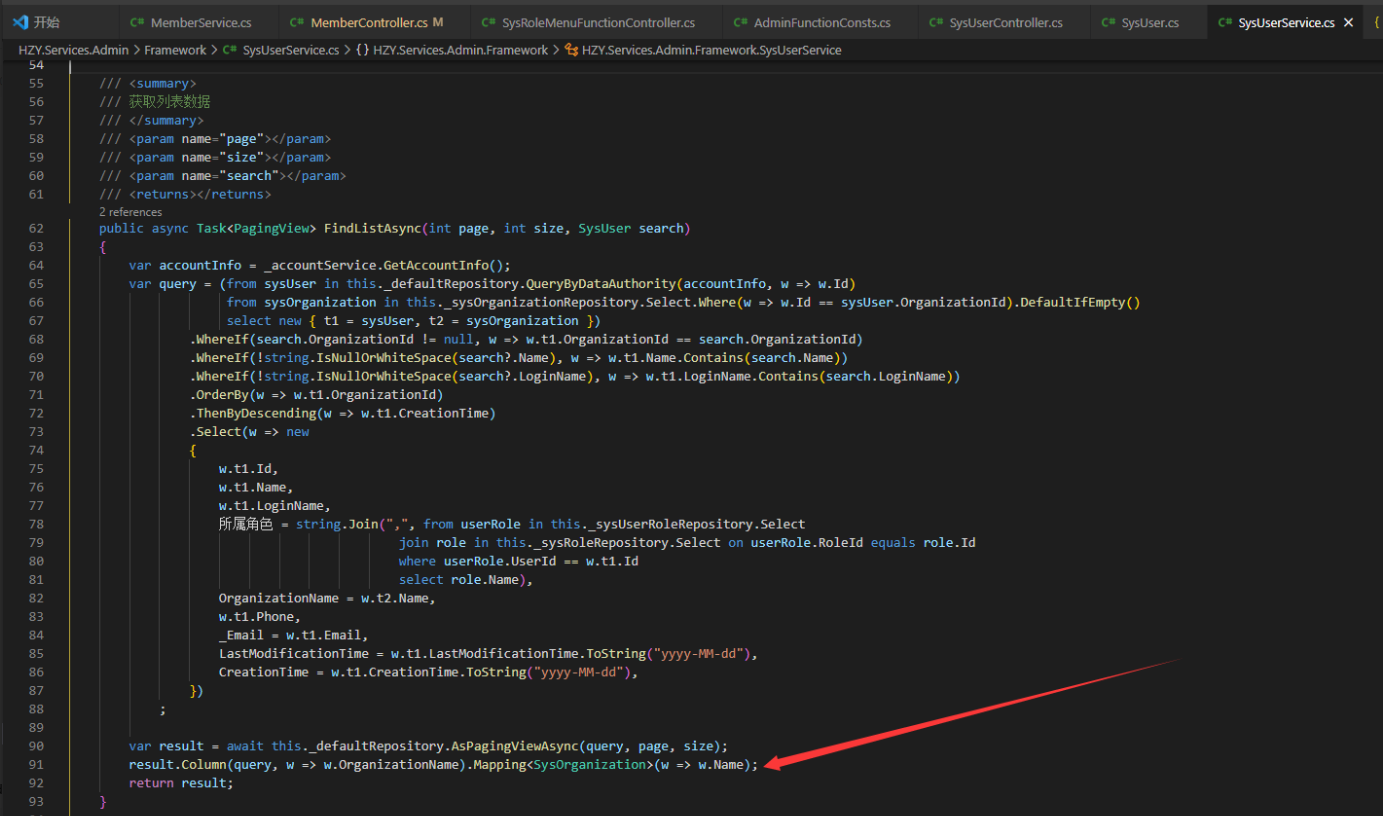 开始 MemberService.cs MemberController.cs M SysRoleMenuFunctionController.cs AdminFunctionConsts.cs SysUserController.cs SysUser.cs SysUserService.cs
HZY.Services.Admin > Framework > SysUserService.cs > {} HZY.Services.Admin.Framework > HZY.Services.Admin.Framework.SysUserService
54
55 /// <summary>
56 /// 获取列表数据
57 /// </summary>
58 /// <param name="page"></param>
59 /// <param name="size"></param>
60 /// <param name="search"></param>
61 /// <returns></returns>
2 references
62 public async Task<PagingView> FindListAsync(int page, int size, SysUser search)
63 {
64 var accountInfo = _accountService.GetAccountInfo();
65 var query = (from sysUser in this._defaultRepository.QueryByDataAuthority(accountInfo, w => w.Id)
66 from sysOrganization in this._sysOrganizationRepository.Select.Where(w => w.Id == sysUser.OrganizationId).DefaultIfEmpty()
67 select new { t1 = sysUser, t2 = sysOrganization })
68 .WhereIf(search.OrganizationId != null, w => w.t1.OrganizationId == search.OrganizationId)
69 .WhereIf(!string.IsNullOrWhiteSpace(search?.Name), w => w.t1.Name.Contains(search.Name))
70 .WhereIf(!string.IsNullOrWhiteSpace(search?.LoginName), w => w.t1.LoginName.Contains(search.LoginName))
71 .OrderBy(w => w.t1.OrganizationId)
72 .ThenByDescending(w => w.t1.CreationTime)
73 .Select(w => new
74 {
75 w.t1.Id,
76 w.t1.Name,
77 w.t1.LoginName,
78 所属角色 = string.Join(",", from userRole in this._sysUserRoleRepository.Select
79 join role in this._sysRoleRepository.Select on userRole.RoleId equals role.Id
80 where userRole.UserId == w.t1.Id
81 select role.Name),
82 OrganizationName = w.t2.Name,
83 w.t1.Phone,
84 _Email = w.t1.Email,
85 LastModificationTime = w.t1.LastModificationTime.ToString("yyyy-MM-dd"),
86 CreationTime = w.t1.CreationTime.ToString("yyyy-MM-dd"),
87 })
88 ;
89
90 var result = await this._defaultRepository.AsPagingViewAsync(query, page, size);
91 result.Column(query, w => w.OrganizationName).Mapping<SysOrganization>(w => w.Name);
92 return result;
93 }